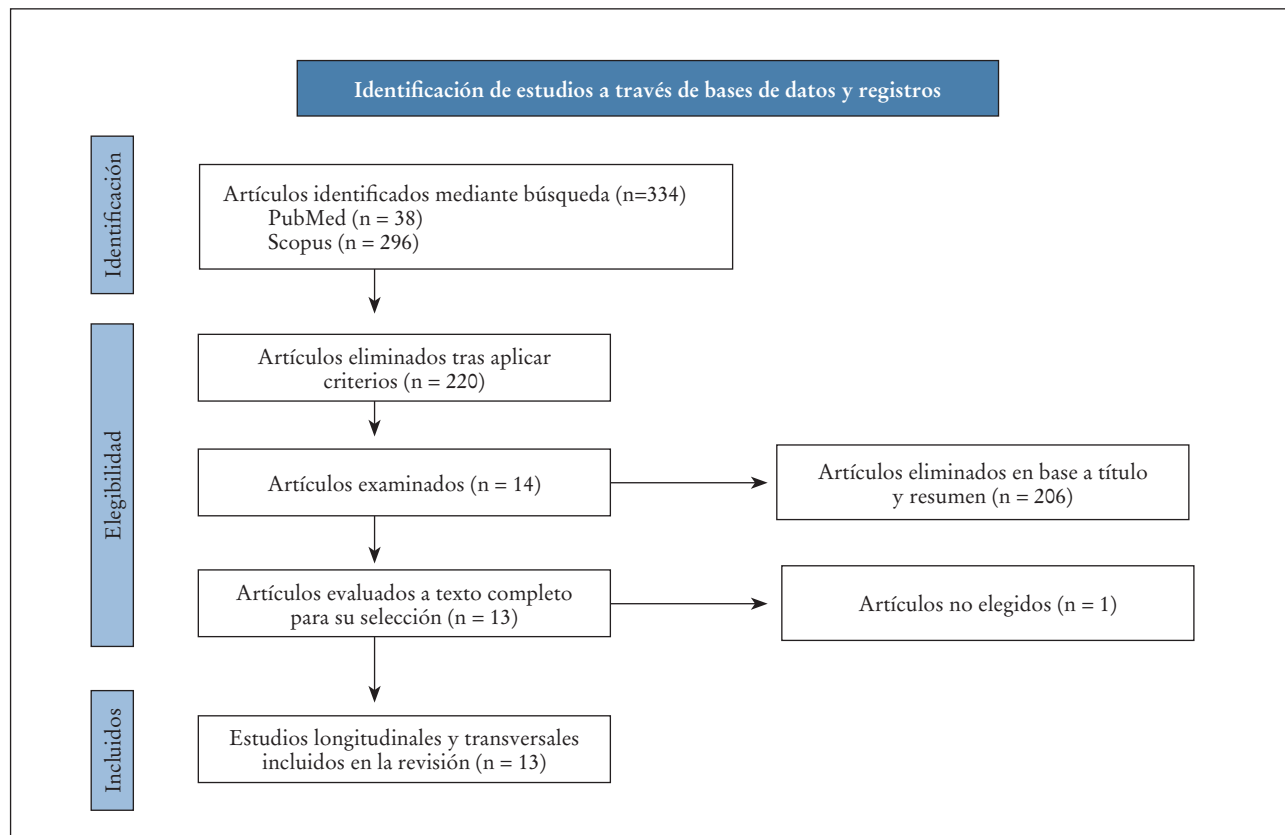 Identificación de estudios a través de bases de datos y registros
Identificación
Artículos identificados mediante búsqueda (n=334)
PubMed (n = 38)
Scopus (n = 296)
Elegibilidad
Artículos eliminados tras aplicar
criterios (n = 220)
Artículos examinados (n = 14)
Artículos eliminados en base a título
y resumen (n = 206)
Artículos evaluados a texto completo
para su selección (n = 13)
Artículos no elegidos (n = 1)
Incluidos
Estudios longitudinales y transversales
incluidos en la revisión (n = 13)